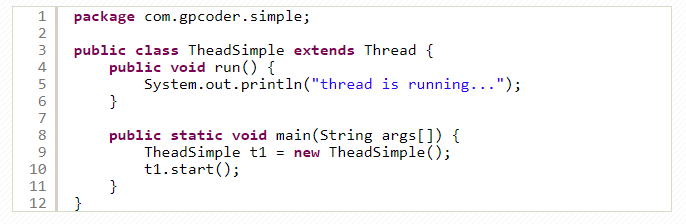 1 package com.gpcoder.simple;
2
3 public class TheadSimple extends Thread {
4     public void run() {
5         System.out.println("thread is running...");
6     }
7
8     public static void main(String args[]) {
9         TheadSimple t1 = new TheadSimple();
10         t1.start();
11     }
12 }